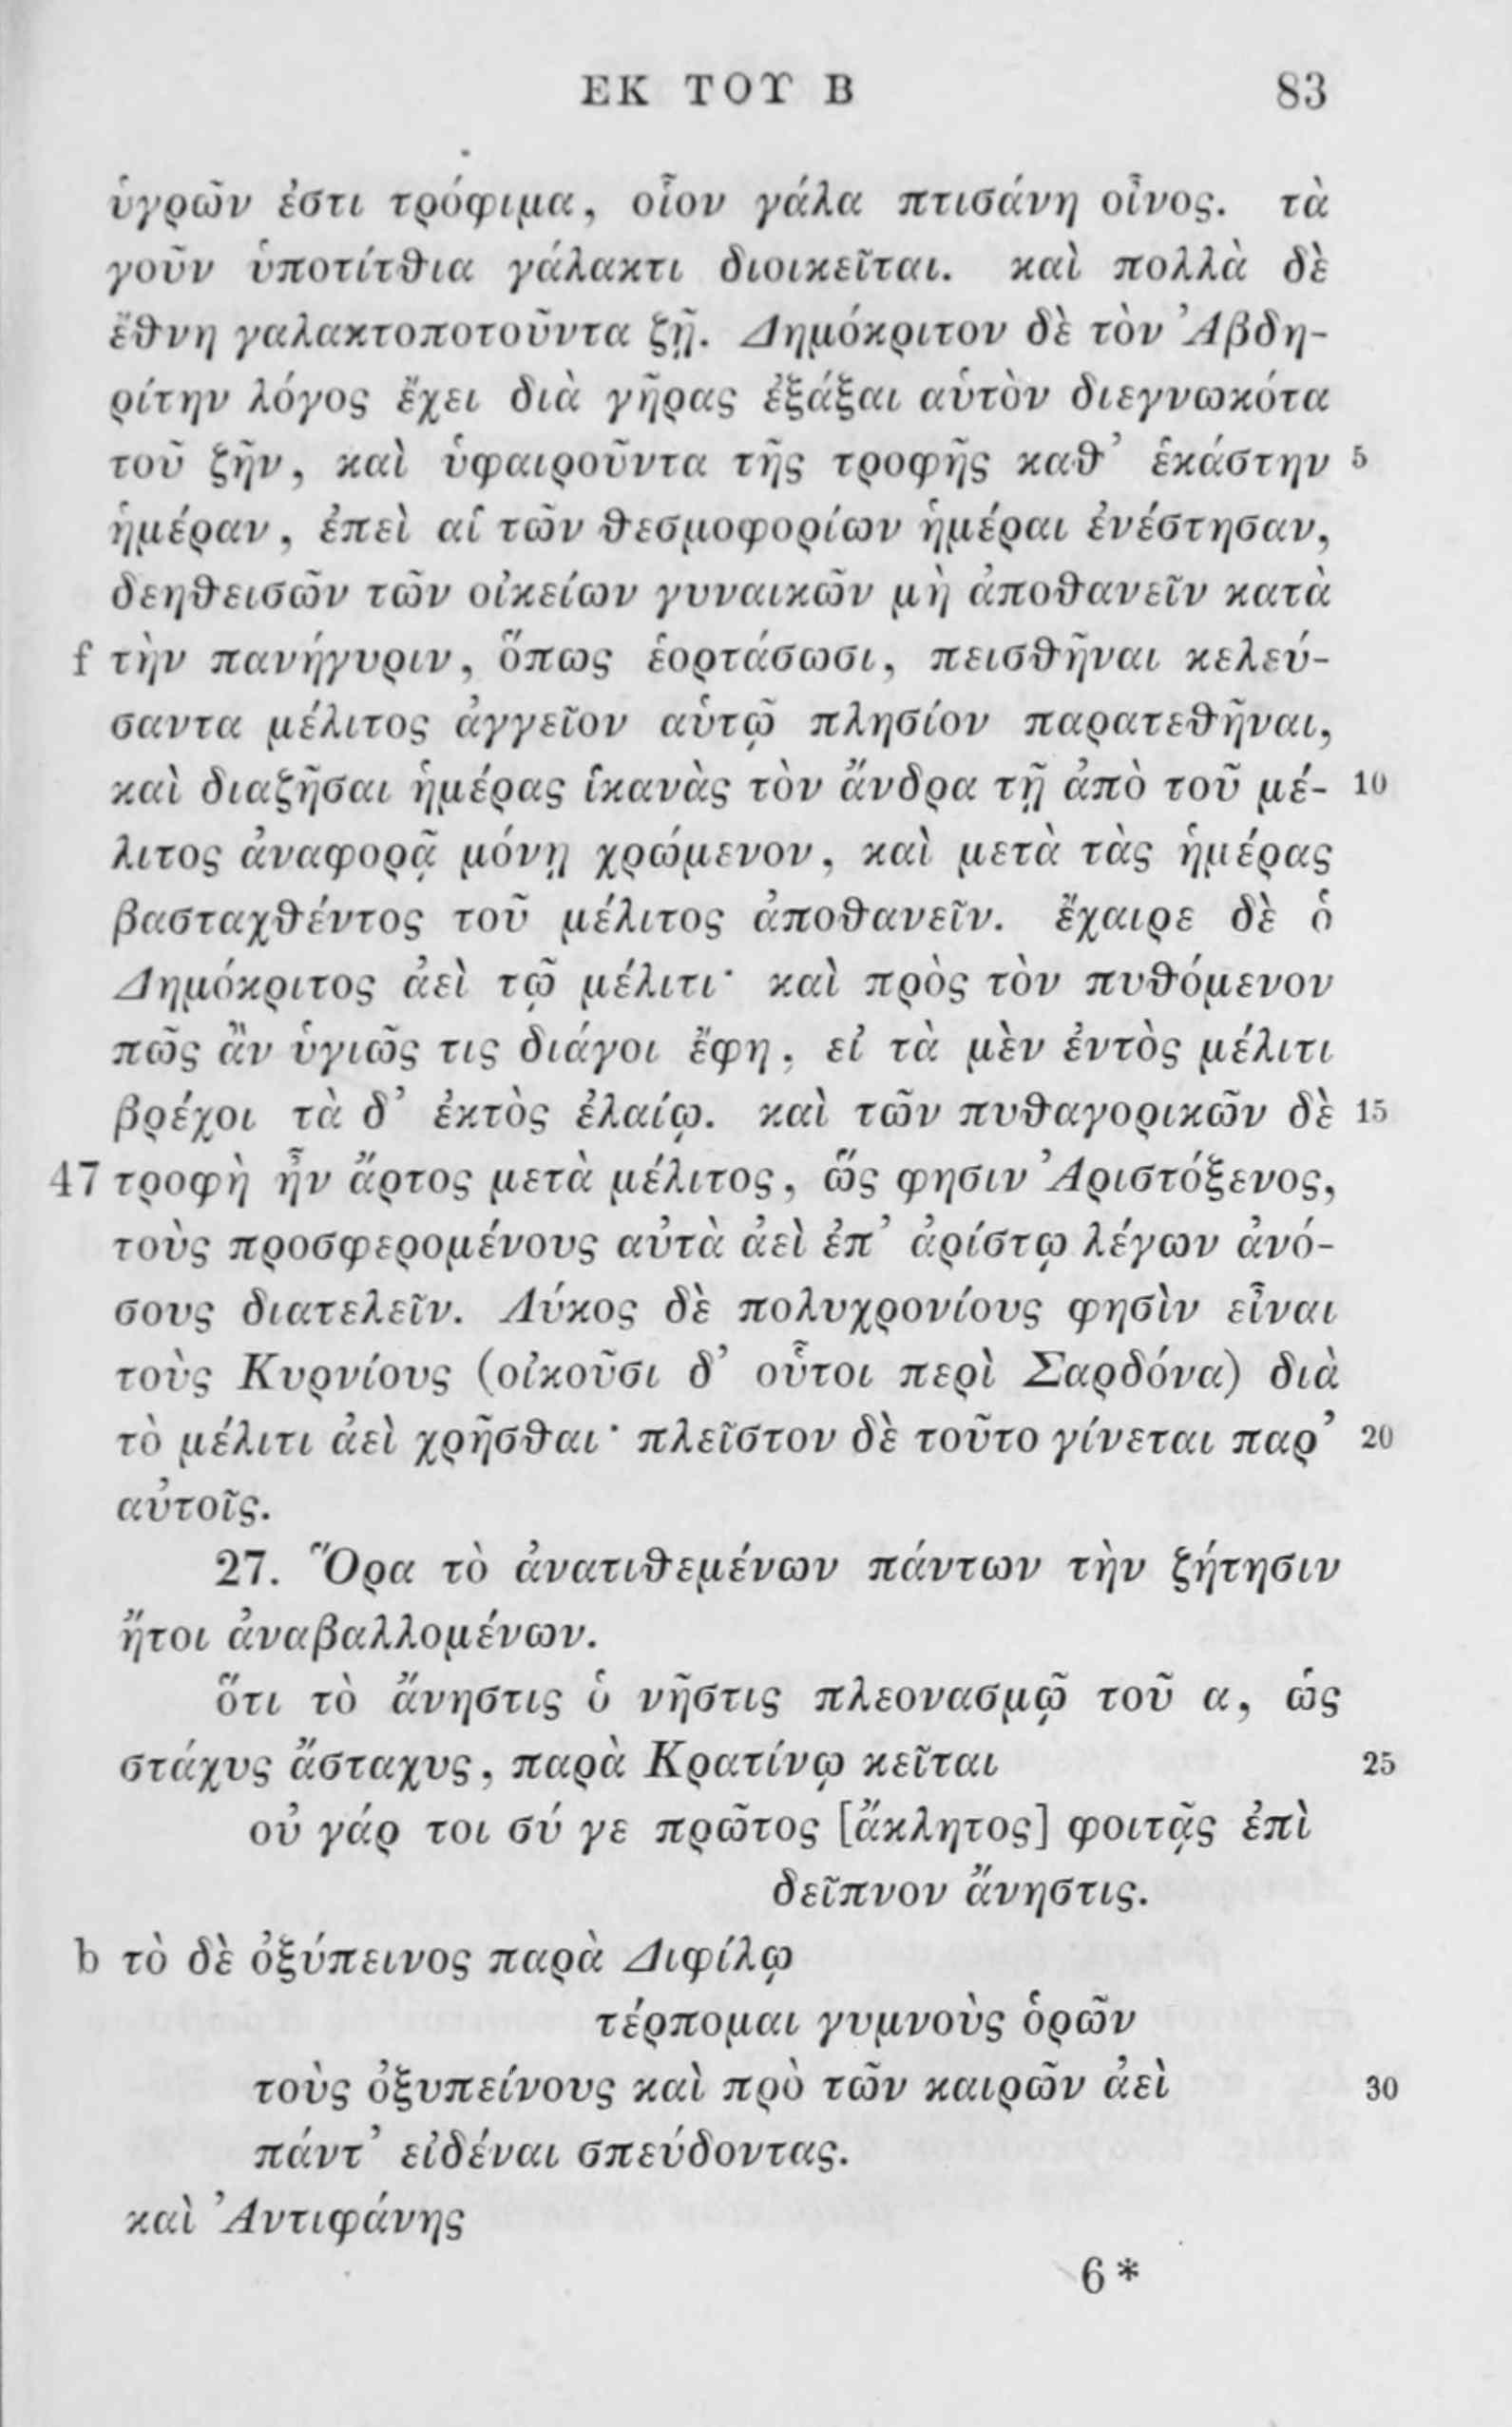 ΕΚ ΤΟΥ Β 83
ὑγρῶν ἐστι τρόφιμα, οἷον γάλα πτισάνη οἶνος. τὰ
γοῦν ὑποτίτθια γάλακτι διοικεῖται. καὶ πολλὰ δὲ
ἔθνη γαλακτοποτοῦντα ζῇ. Δημόκριτον δὲ τὸν Ἀβδη-
ρίτην λόγος ἔχει διὰ γῆρας ἐξάξαι αὑτὸν διεγνωκότα
τοῦ ζῆν, καὶ ὑφαιροῦντα τῆς τροφῆς καθ’ ἑκάστην 5
ἡμέραν, ἐπεὶ αἱ τῶν θεσμοφορίων ἡμέραι ἐνέστησαν,
δεηθεισῶν τῶν οἰκείων γυναικῶν μὴ ἀποθανεῖν κατὰ
f τὴν πανήγυριν, ὅπως ἑορτάσωσι, πεισθῆναι κελεύ-
σαντα μέλιτος ἀγγεῖον αὑτῷ πλησίον παρατεθῆναι,
καὶ διαζῆσαι ἡμέρας ἱκανὰς τὸν ἄνδρα τῇ ἀπὸ τοῦ μέ- 10
λιτος ἀναφορᾷ μόνῃ χρώμενον, καὶ μετὰ τὰς ἡμέρας
βασταχθέντος τοῦ μέλιτος ἀποθανεῖν. ἔχαιρε δὲ ὁ
Δημόκριτος ἀεὶ τῷ μέλιτι· καὶ πρὸς τὸν πυθόμενον
πῶς ἂν ὑγιῶς τις διάγοι ἔφη, εἰ τὰ μὲν ἐντὸς μέλιτι
βρέχοι τὰ δ’ ἐκτὸς ἐλαίῳ. καὶ τῶν πυθαγορικῶν δὲ 15
47 τροφὴ ἦν ἄρτος μετὰ μέλιτος, ὥς φησιν Ἀριστόξενος,
τοὺς προσφερομένους αὐτὰ ἀεὶ ἐπ’ ἀρίστῳ λέγων ἀνό-
σους διατελεῖν. Λύκος δὲ πολυχρονίους φησὶν εἶναι
τοὺς Κυρνίους (οἰκοῦσι δ’ οὗτοι περὶ Σαρδόνα) διὰ
τὸ μέλιτι ἀεὶ χρῆσθαι· πλεῖστον δὲ τοῦτο γίνεται παρ’ 20
αὐτοῖς.
27. Ὅρα τὸ ἀνατιθεμένων πάντων τὴν ζήτησιν
ἤτοι ἀναβαλλομένων.
ὅτι τὸ ἄνηστις ὁ νῆστις πλεονασμῷ τοῦ α, ὡς
στάχυς ἄσταχυς, παρὰ Κρατίνῳ κεῖται 25
οὐ γάρ τοι σύ γε πρῶτος [ἄκλητος] φοιτᾷς ἐπὶ
δεῖπνον ἄνηστις.
b τὸ δὲ ὀξύπεινος παρὰ Διφίλῳ
τέρπομαι γυμνοὺς ὁρῶν
τοὺς ὀξυπείνους καὶ πρὸ τῶν καιρῶν ἀεὶ 30
πάντ’ εἰδέναι σπεύδοντας.
καὶ Ἀντιφάνης
6*